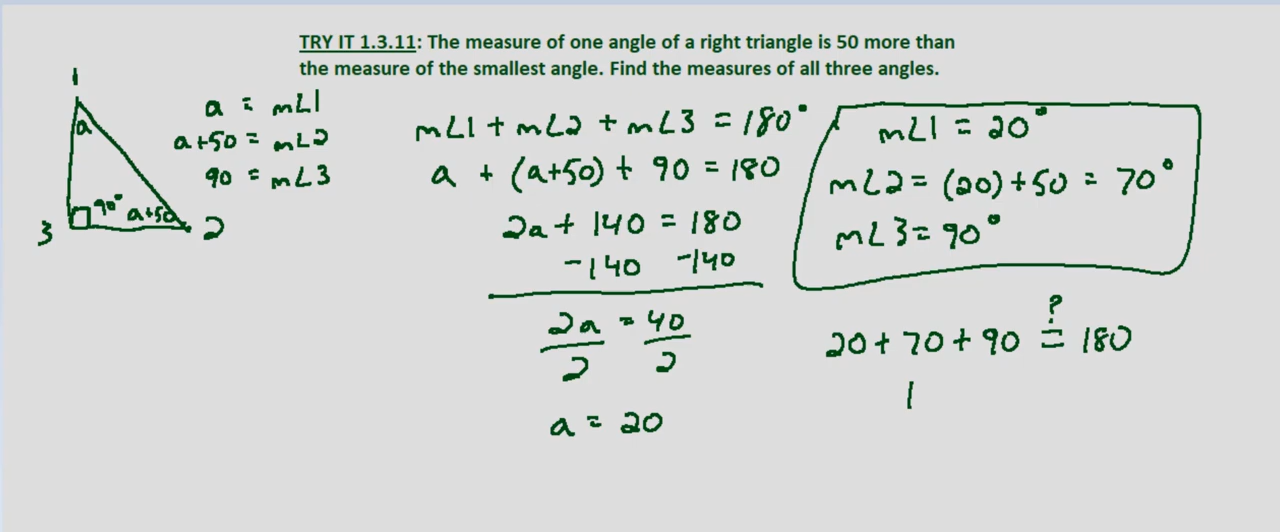 TRY IT 1.3.11: The measure of one angle of a right triangle is 50 more than
the measure of the smallest angle. Find the measures of all three angles.
1
a
3
90° a+50
2
a = m∠1
a+50 = m∠2
90 = m∠3
m∠1 + m∠2 + m∠3 = 180°
a + (a+50) + 90 = 180
2a + 140 = 180
-140 -140
2a = 40
2 2
a = 20
m∠1 = 20°
m∠2 = (20)+50 = 70°
m∠3 = 90°
?
20 + 70 + 90 = 180
1